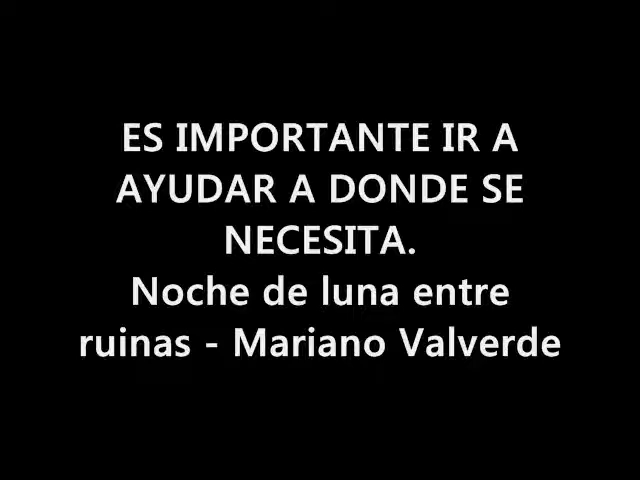 ES IMPORTANTE IR A
AYUDAR A DONDE SE
NECESITA.
Noche de luna entre
ruinas - Mariano Valverde